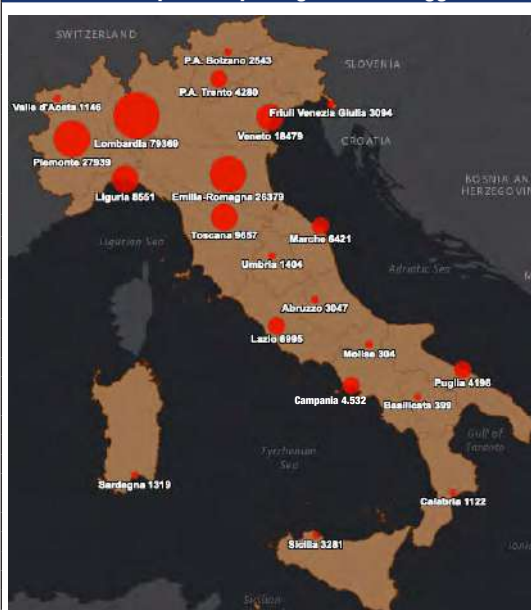 SWITZERLAND
P.A. Bolzano 2543
SLOVENIA
P.A. Trento 4280
Valle d'Aosta 1146
Friuli Venezia Giulia 3094
Lombardia 79369
Veneto 18479
CROATIA
Piemonte 27939
Liguria 8551
Emilia-Romagna 26379
BOSNIA AN
HERZEGOVIN
Toscana 9657
Marche 6421
Ligurian Sea
Umbria 1404
Adriatic Sea
Abruzzo 3047
Lazio 6995
Molise 304
Puglia 4196
Campania 4.532
Basilicata 399
Gulf of
Taranto
Tyrrhenian
Sea
Sardegna 1319
Calabria 1122
Sicilia 3281
Sicilian